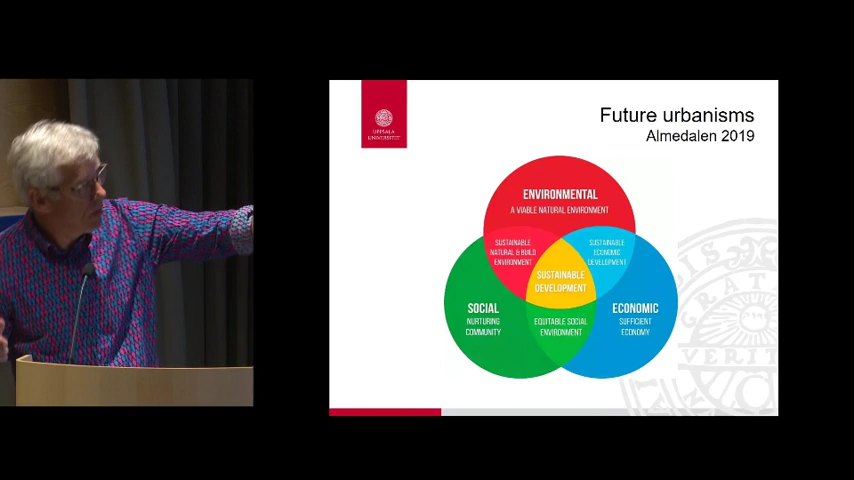 UPPSALA
UNIVERSITET
Future urbanisms
Almedalen 2019
ENVIRONMENTAL
A VIABLE NATURAL ENVIRONMENT
SUSTAINABLE
NATURAL & BUILD
ENVIRONMENT
SUSTAINABLE
ECONOMIC
DEVELOPMENT
SUSTAINABLE
DEVELOPMENT
SOCIAL
NURTURING
COMMUNITY
EQUITABLE SOCIAL
ENVIRONMENT
ECONOMIC
SUFFICIENT
ECONOMY